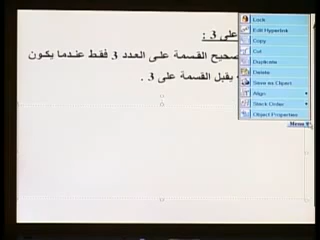 على 3 :
صحيح القسمة على العدد 3 فقط عندما يكون
يقبل القسمة على 3 .
Lock
Edit Hyperlink
Copy
Cut
Duplicate
Delete
Save as Clipart
Align
Stack Order
Object Properties
Menu